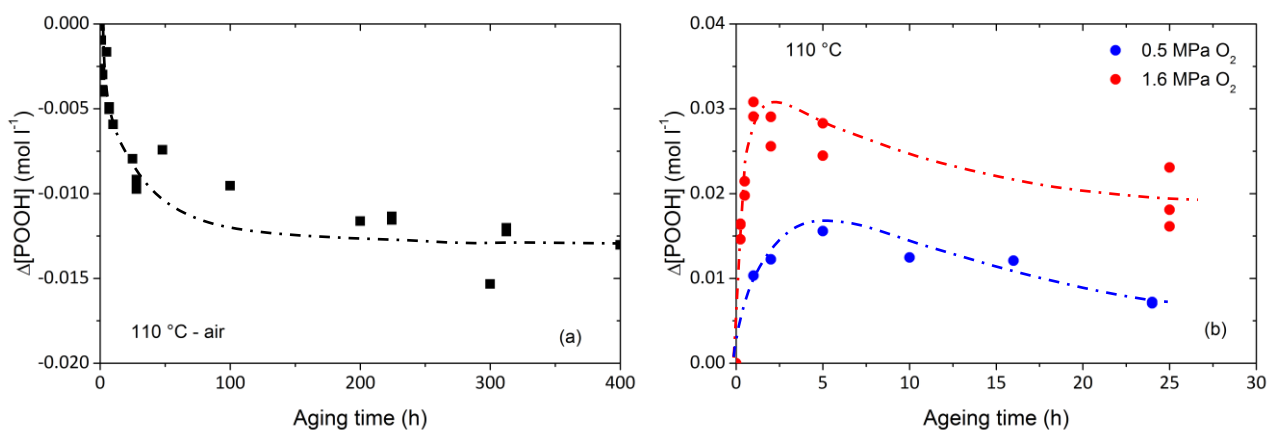 0.000
-0.005
-0.010
-0.015
-0.020
Δ[POOH] (mol l⁻¹)
0
100
200
300
400
Aging time (h)
110 °C - air
(a)
0.04
0.03
0.02
0.01
0.00
Δ[POOH] (mol l⁻¹)
0
5
10
15
20
25
30
Ageing time (h)
110 °C
0.5 MPa O₂
1.6 MPa O₂
(b)